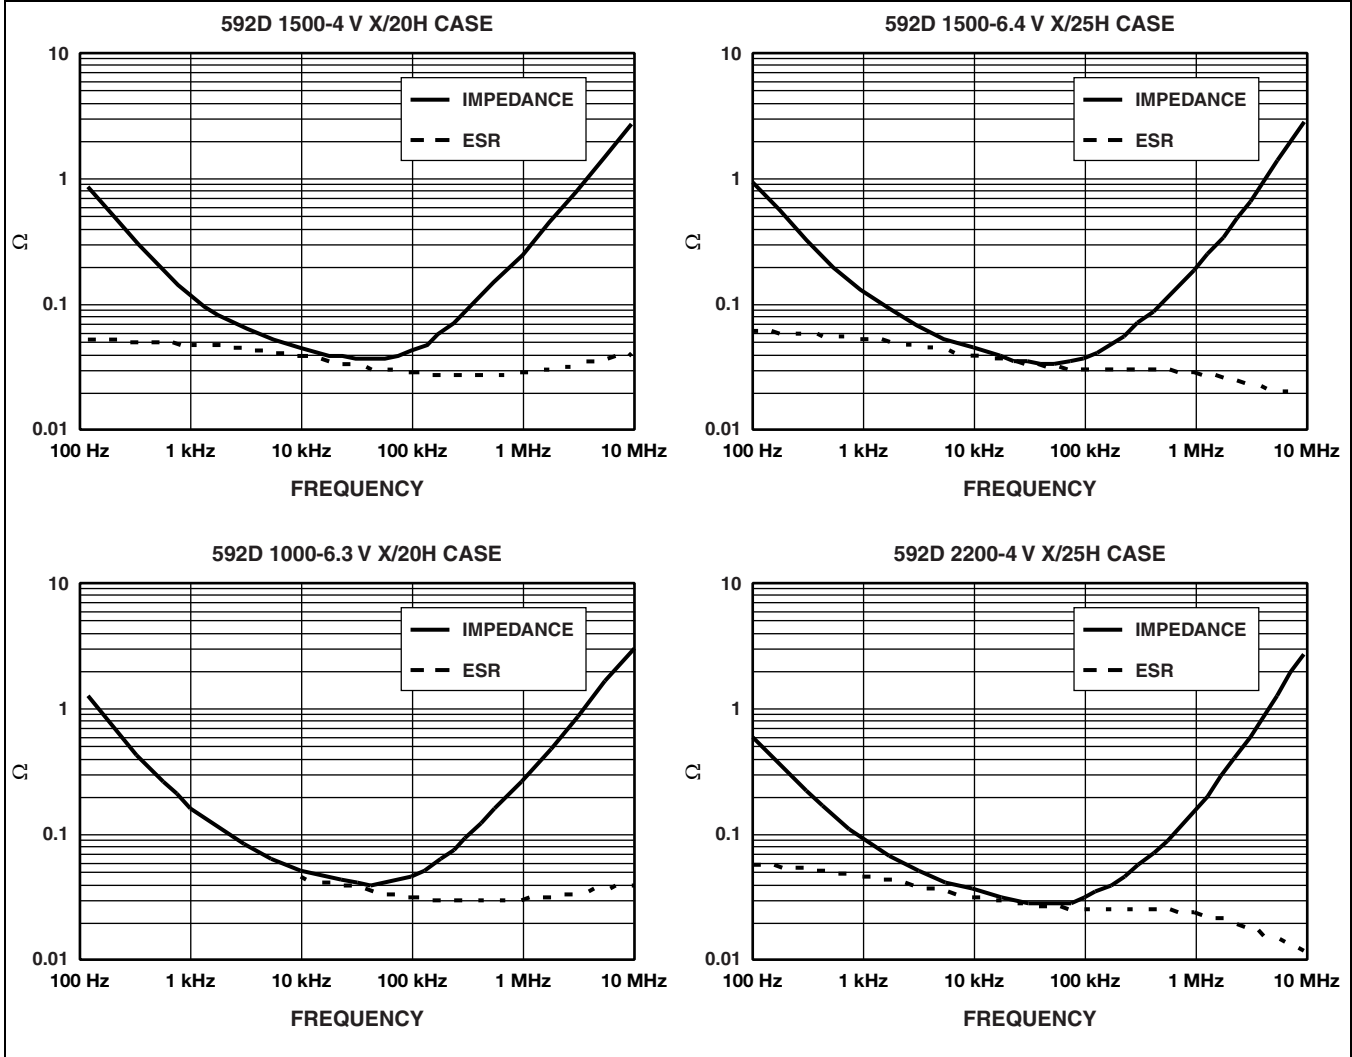 592D 1500-4 V X/20H CASE
10
1
0.1
0.01
Ω
IMPEDANCE
ESR
100 Hz 1 kHz 10 kHz 100 kHz 1 MHz 10 MHz
FREQUENCY
592D 1500-6.4 V X/25H CASE
10
1
0.1
0.01
Ω
IMPEDANCE
ESR
100 Hz 1 kHz 10 kHz 100 kHz 1 MHz 10 MHz
FREQUENCY
592D 1000-6.3 V X/20H CASE
10
1
0.1
0.01
Ω
IMPEDANCE
ESR
100 Hz 1 kHz 10 kHz 100 kHz 1 MHz 10 MHz
FREQUENCY
592D 2200-4 V X/25H CASE
10
1
0.1
0.01
Ω
IMPEDANCE
ESR
100 Hz 1 kHz 10 kHz 100 kHz 1 MHz 10 MHz
FREQUENCY